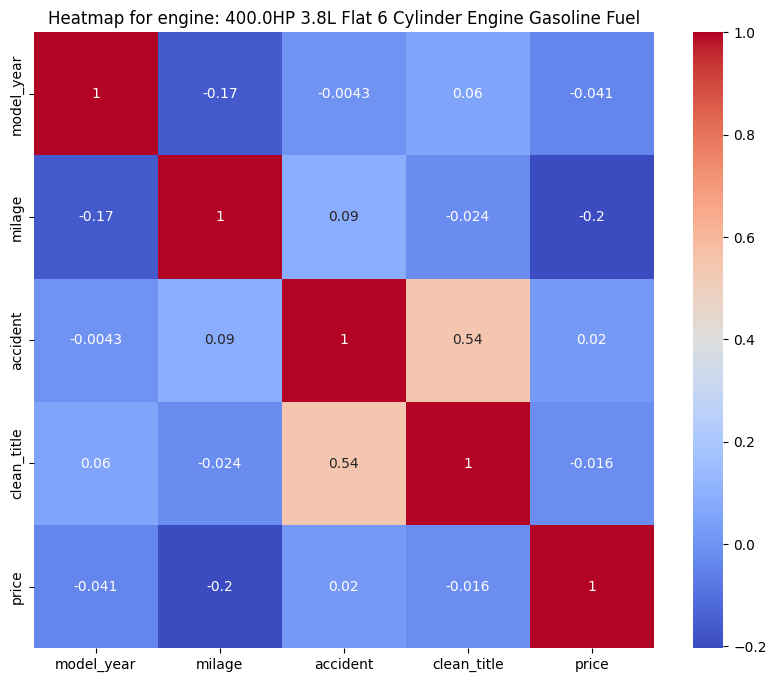 Heatmap for engine: 400.0HP 3.8L Flat 6 Cylinder Engine Gasoline Fuel
model_year 1 -0.17 -0.0043 0.06 -0.041
milage -0.17 1 0.09 -0.024 -0.2
accident -0.0043 0.09 1 0.54 0.02
clean_title 0.06 -0.024 0.54 1 -0.016
price -0.041 -0.2 0.02 -0.016 1
model_year milage accident clean_title price
1.0
0.8
0.6
0.4
0.2
0.0
−0.2